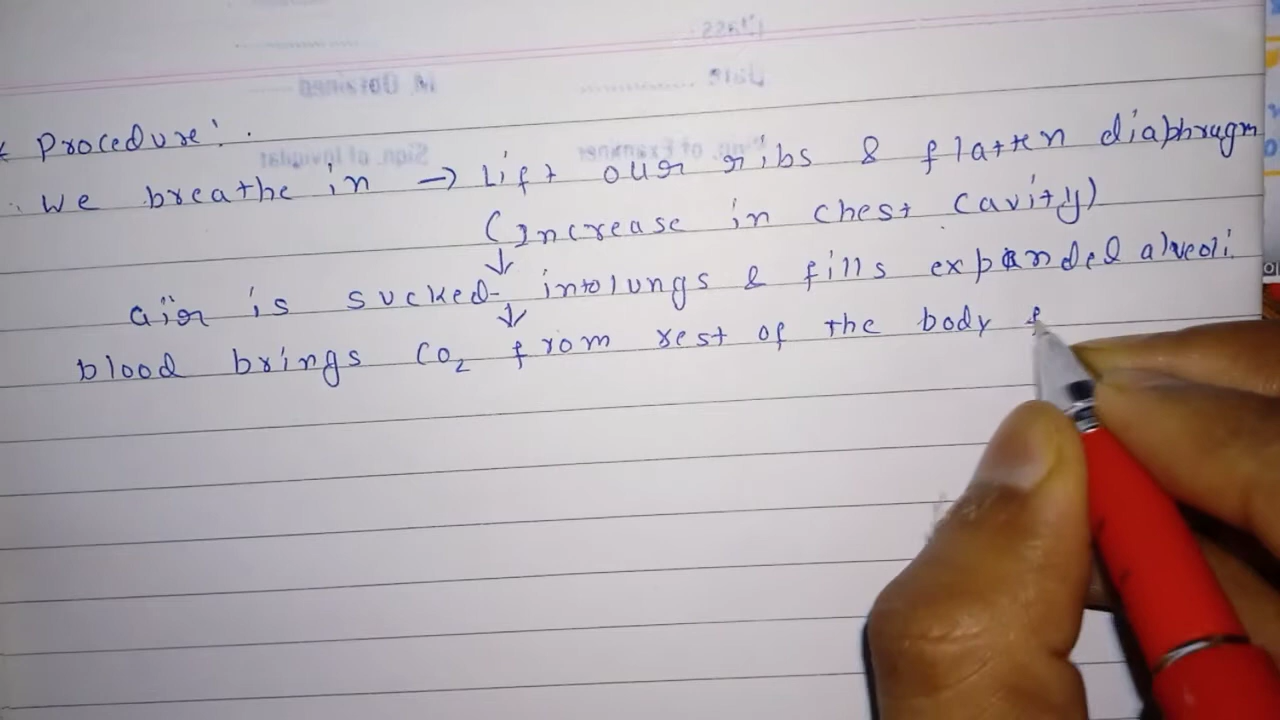 Procedure:
We breathe in → Lift our ribs & flatten diaphragm
(Increase in chest cavity)
↓
air is sucked into lungs & fills expanded alveoli.
↓
blood brings CO2 from rest of the body